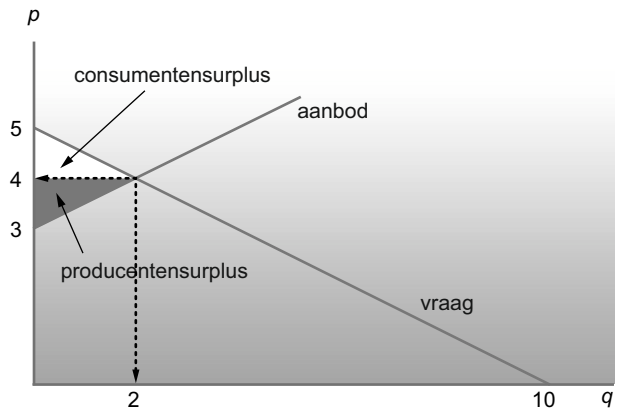 p
consumentensurplus
aanbod
5
4
3
producentensurplus
vraag
2
10
q